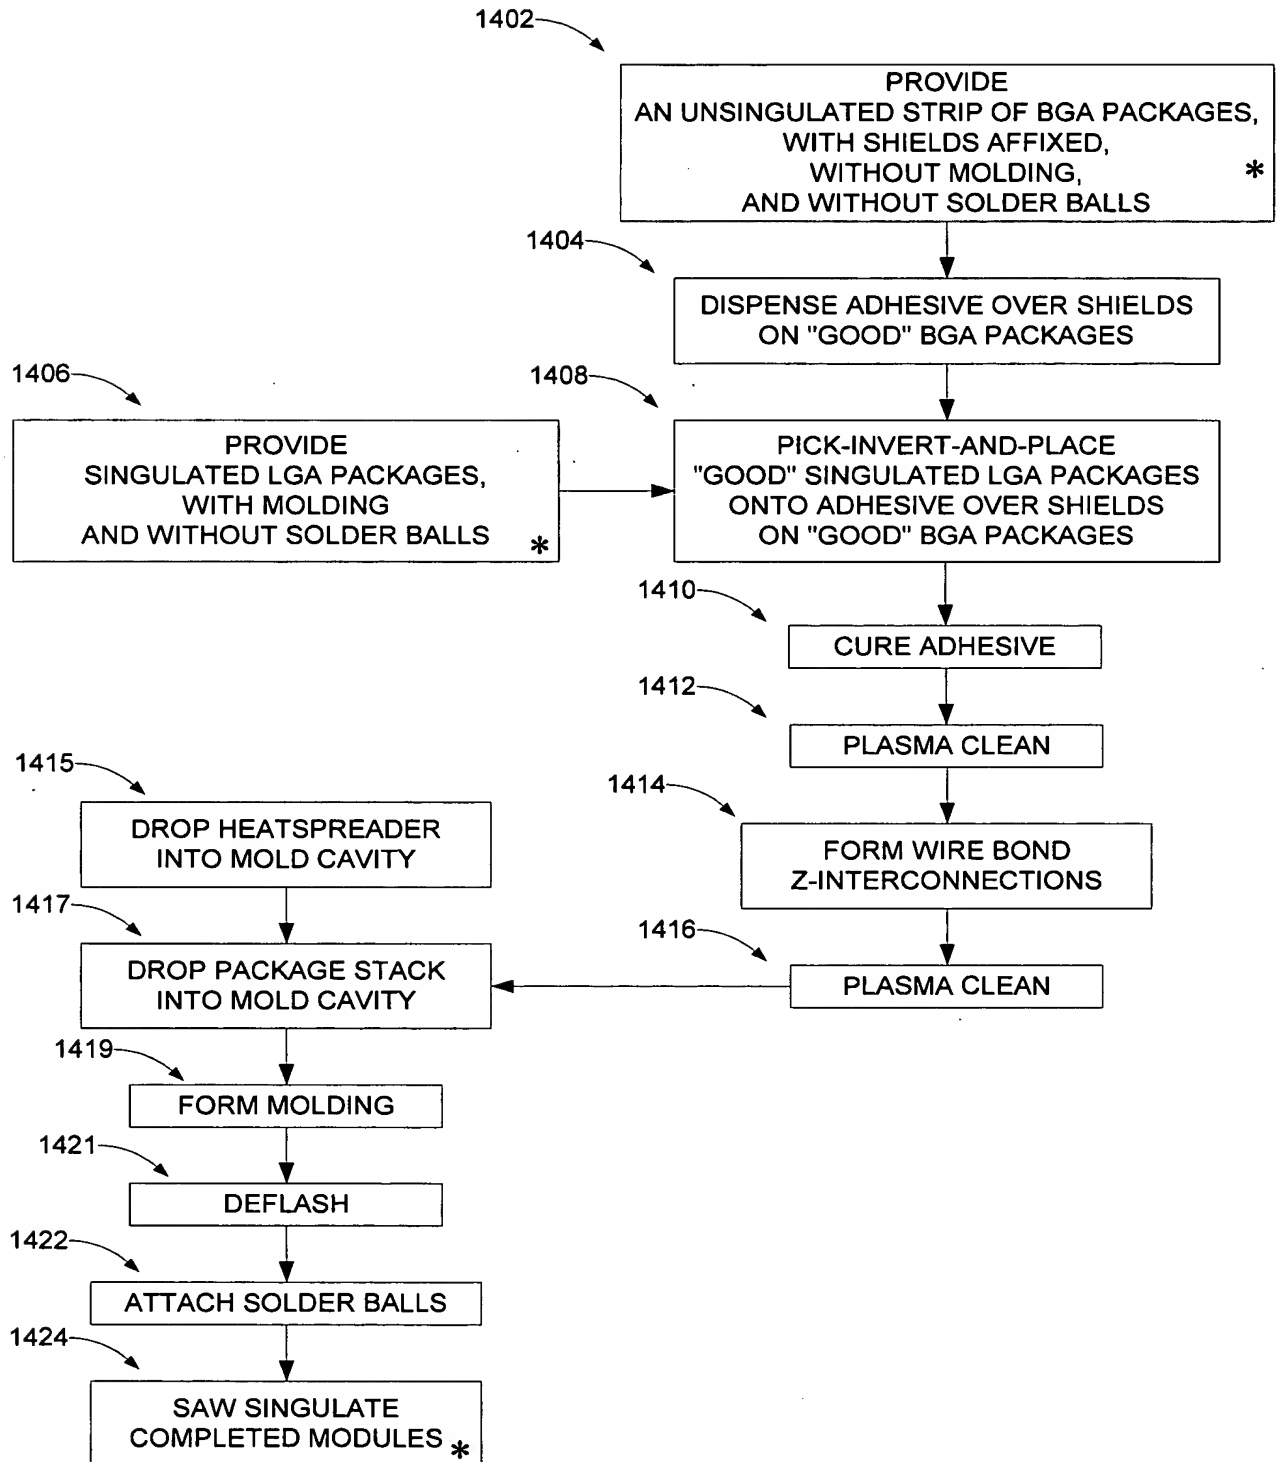 1402
PROVIDE
AN UNSINGULATED STRIP OF BGA PACKAGES,
WITH SHIELDS AFFIXED,
WITHOUT MOLDING,
*
AND WITHOUT SOLDER BALLS
1404
DISPENSE ADHESIVE OVER SHIELDS
ON "GOOD" BGA PACKAGES
1406
PROVIDE
SINGULATED LGA PACKAGES,
WITH MOLDING
AND WITHOUT SOLDER BALLS *
1408
PICK-INVERT-AND-PLACE
"GOOD" SINGULATED LGA PACKAGES
ONTO ADHESIVE OVER SHIELDS
ON "GOOD" BGA PACKAGES
1410
CURE ADHESIVE
1412
PLASMA CLEAN
1414
FORM WIRE BOND
Z-INTERCONNECTIONS
1416
PLASMA CLEAN
1415
DROP HEATSPREADER
INTO MOLD CAVITY
1417
DROP PACKAGE STACK
INTO MOLD CAVITY
1419
FORM MOLDING
1421
DEFLASH
1422
ATTACH SOLDER BALLS
1424
SAW SINGULATE
COMPLETED MODULES *